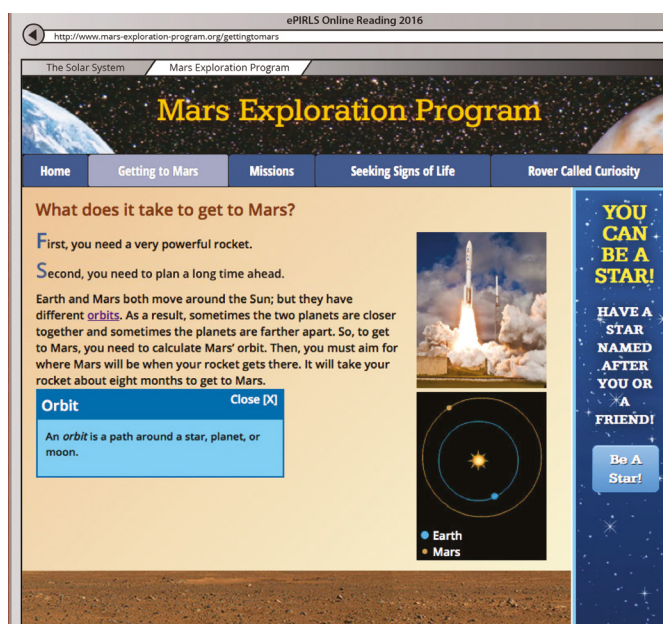 ePIRLS Online Reading 2016
http://www.mars-exploration-program.org/gettingtomars
The Solar System
Mars Exploration Program
Mars Exploration Program
Home
Getting to Mars
Missions
Seeking Signs of Life
Rover Called Curiosity
What does it take to get to Mars?
First, you need a very powerful rocket.
Second, you need to plan a long time ahead.
Earth and Mars both move around the Sun; but they have
different orbits. As a result, sometimes the two planets are closer
together and sometimes the planets are farther apart. So, to get
to Mars, you need to calculate Mars' orbit. Then, you must aim for
where Mars will be when your rocket gets there. It will take your
rocket about eight months to get to Mars.
Orbit
Close [X]
An orbit is a path around a star, planet, or
moon.
Earth
Mars
YOU
CAN
BE A
STAR!
HAVE A
STAR
NAMED
AFTER
YOU OR
A
FRIEND!
Be A
Star!